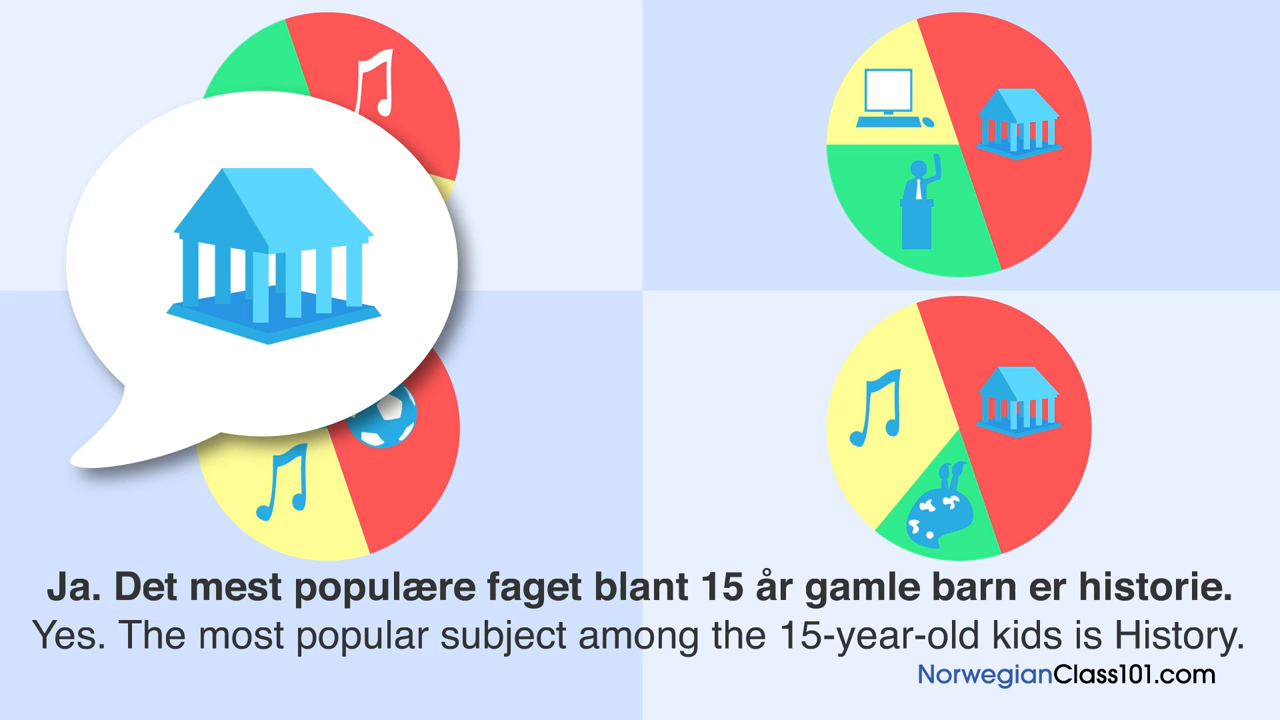 Ja. Det mest populære faget blant 15 år gamle barn er historie.
Yes. The most popular subject among the 15-year-old kids is History.
NorwegianClass101.com